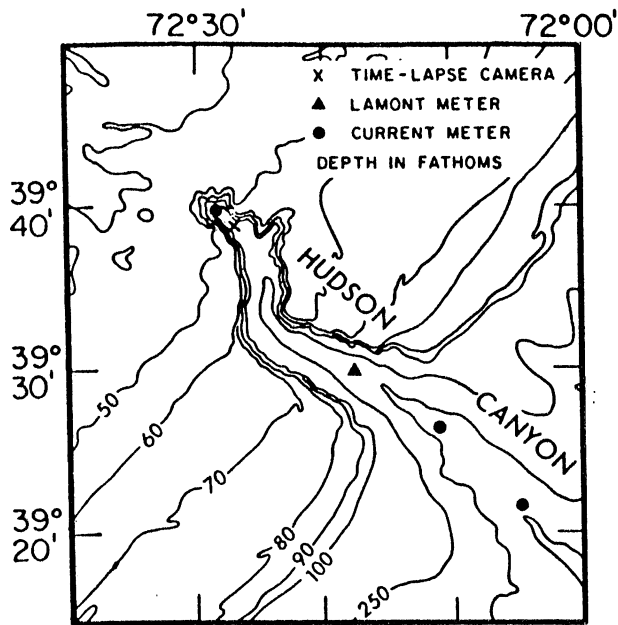 72°30' 72°00'
X TIME-LAPSE CAMERA
▲ LAMONT METER
● CURRENT METER
DEPTH IN FATHOMS
39°
40'
HUDSON
39°
30'
CANYON
50
60
70
39°
20'
80
90
100
250